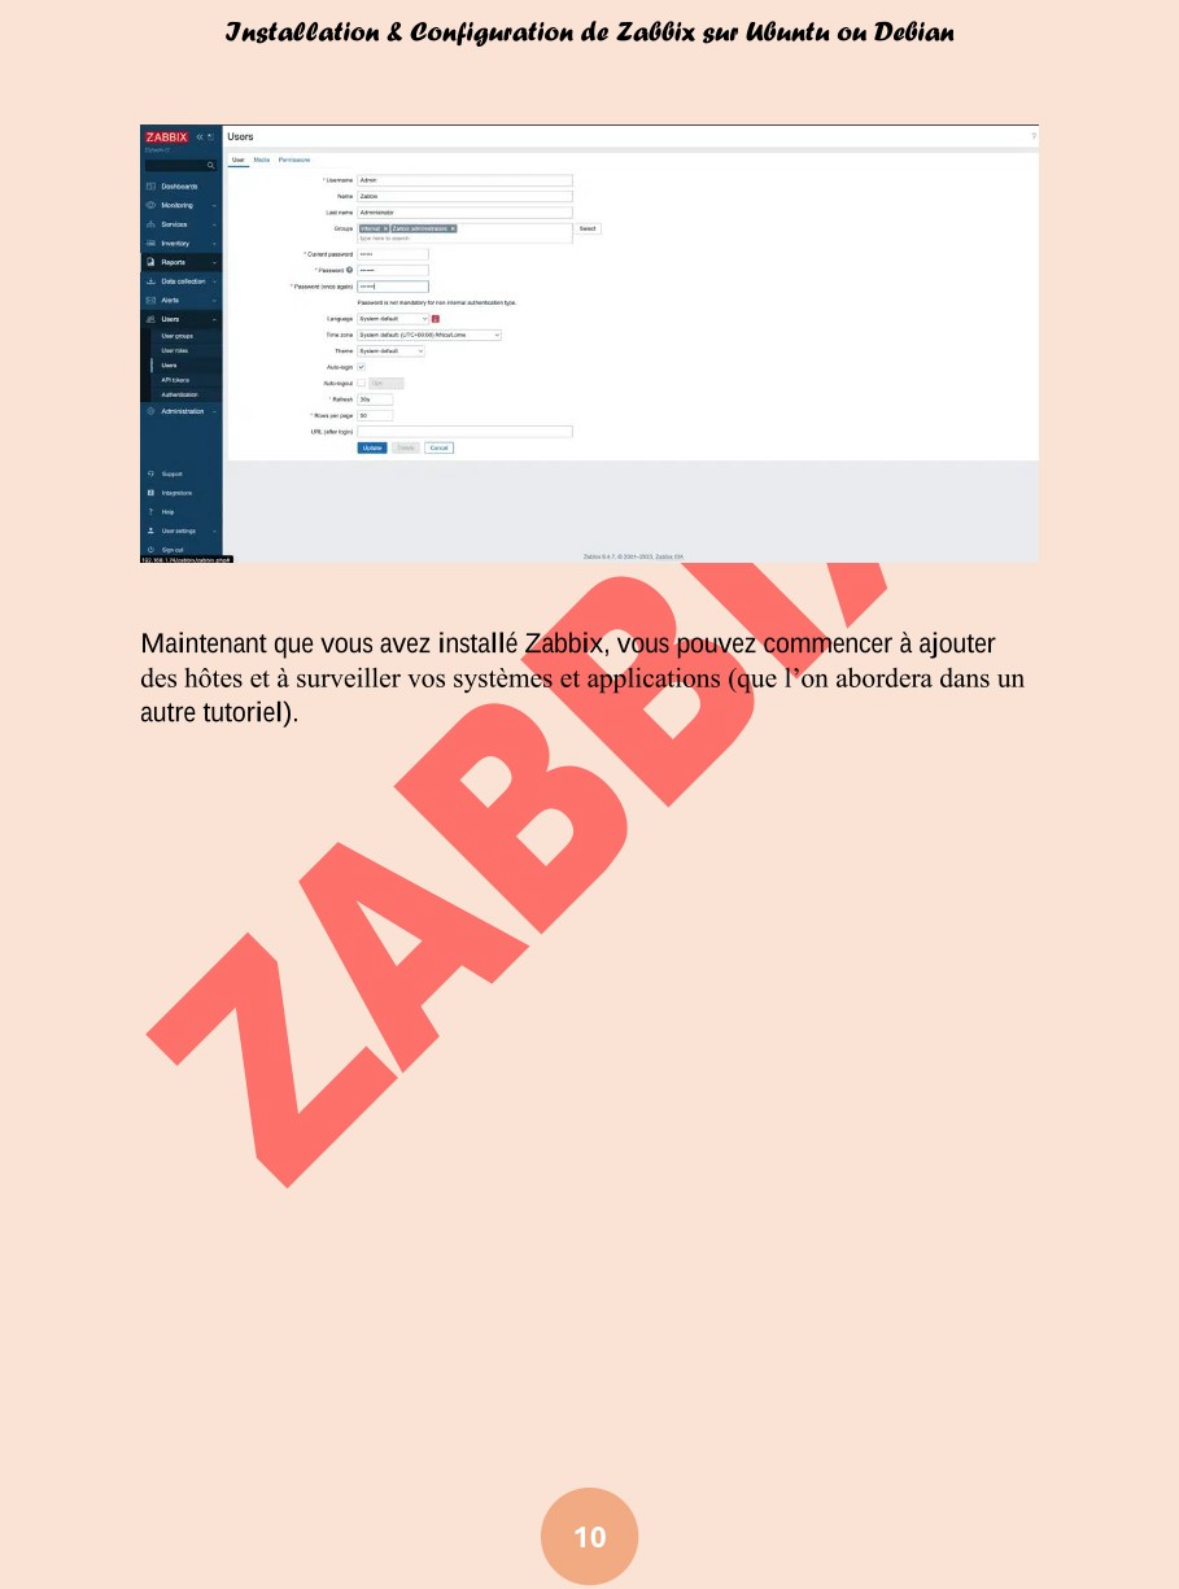 Installation & Configuration de Zabbix sur Ubuntu ou Debian
ZABBIX
Users
User Media Permissions
* Username Admin
Name Zabbix
Last name Administrator
Groups Internal Zabbix administrators Select
type here to search
* Current password
* Password
* Password (once again)
Password is not mandatory for non internal authentication type.
Language System default
Time zone System default: (UTC+00:00) Africa/Lome
Theme System default
Auto-login
Auto-logout
* Refresh 30s
* Rows per page 50
URL (after login)
Update Delete Cancel
Dashboards
Monitoring
Services
Inventory
Reports
Data collection
Alerts
Users
User groups
User roles
Users
API tokens
Authentication
Administration
Support
Integrations
? Help
User settings
Sign out
Zabbix 6.4.7. © 2001–2023, Zabbix SIA
Maintenant que vous avez installé Zabbix, vous pouvez commencer à ajouter
des hôtes et à surveiller vos systèmes et applications (que l’on abordera dans un
autre tutoriel).
ZABBIX
10